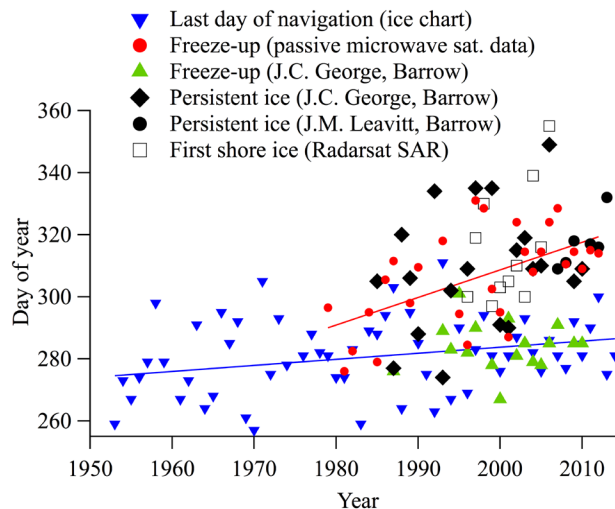 Last day of navigation (ice chart)
Freeze-up (passive microwave sat. data)
Freeze-up (J.C. George, Barrow)
Persistent ice (J.C. George, Barrow)
Persistent ice (J.M. Leavitt, Barrow)
First shore ice (Radarsat SAR)
360
340
320
300
280
260
Day of year
1950 1960 1970 1980 1990 2000 2010
Year